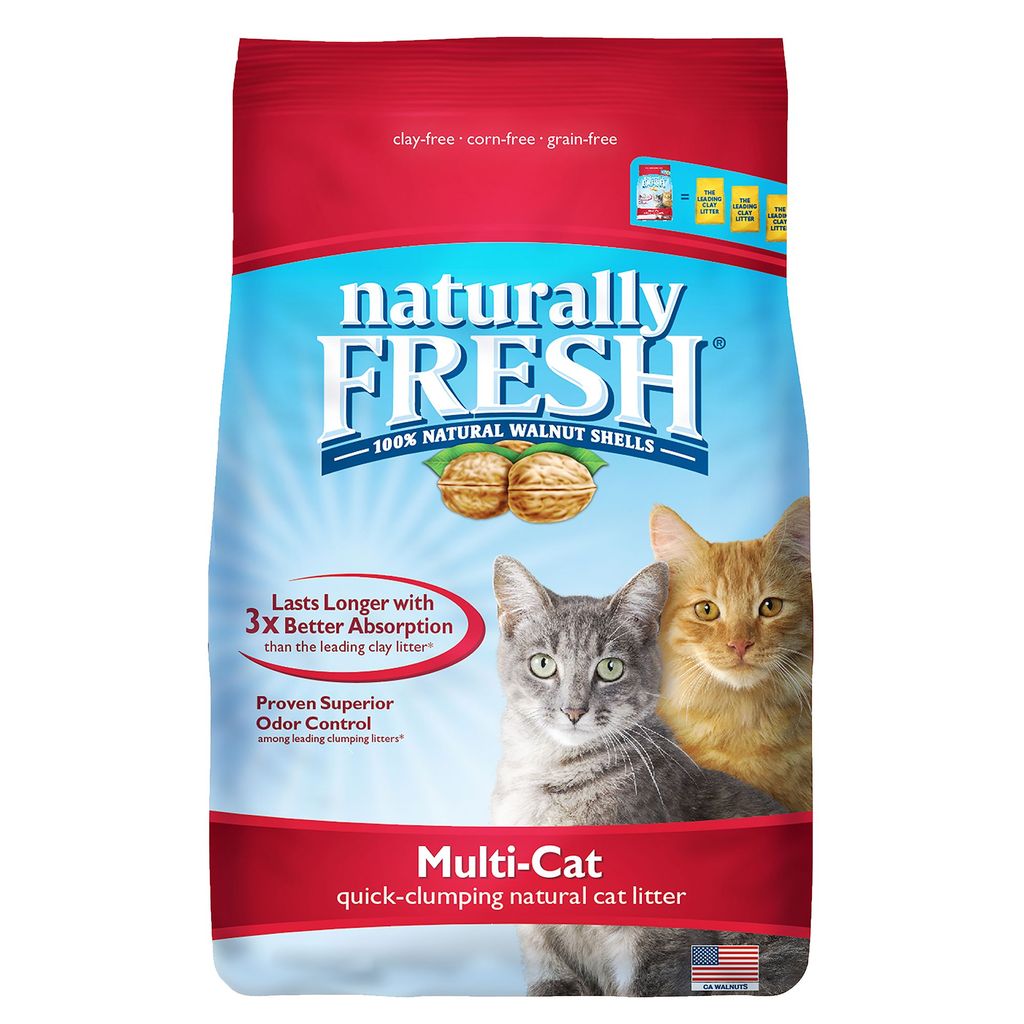 clay-free · corn-free · grain-free
=
THE
LEADING
CLAY
LITTER
THE
LEADING
CLAY
LITTER
THE
naturally
FRESH®
100% NATURAL WALNUT SHELLS
Lasts Longer with
3X Better Absorption
than the leading clay litter*
Proven Superior
Odor Control
among leading clumping litters*
Multi-Cat
quick-clumping natural cat litter
CA WALNUTS